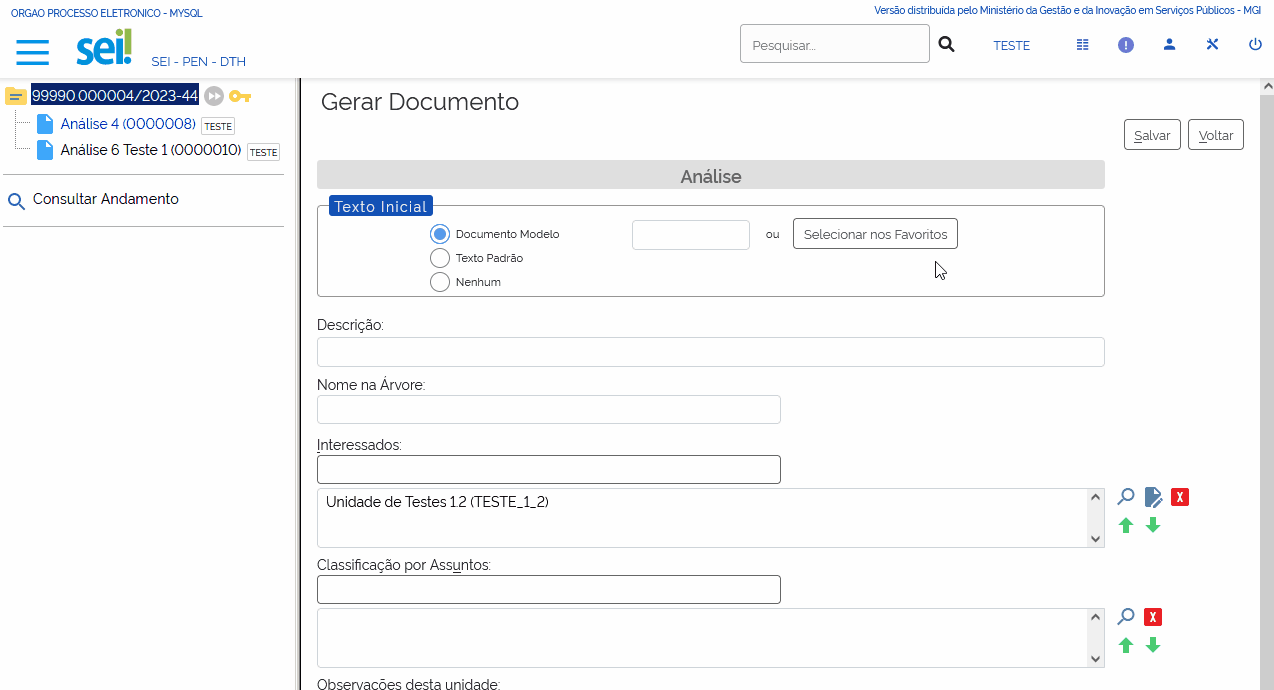 ORGAO PROCESSO ELETRONICO - MYSQL
Versão distribuída pelo Ministério da Gestão e da Inovação em Serviços Públicos - MGI
sei!
SEI - PEN - DTH
Pesquisar...
TESTE
99990.000004/2023-44
Análise 4 (0000008) TESTE
Análise 6 Teste 1 (0000010) TESTE
Consultar Andamento
Gerar Documento
Salvar
Voltar
Análise
Texto Inicial
Documento Modelo
ou
Selecionar nos Favoritos
Texto Padrão
Nenhum
Descrição:
Nome na Árvore:
Interessados:
Unidade de Testes 1.2 (TESTE_1_2)
Classificação por Assuntos:
Observações desta unidade: